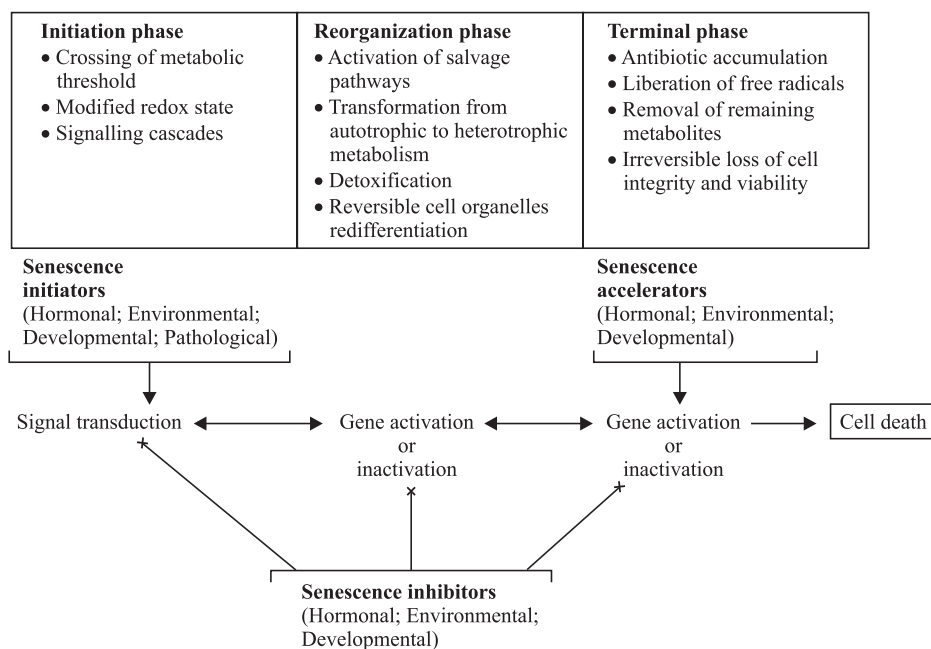 Initiation phase
• Crossing of metabolic
threshold
• Modified redox state
• Signalling cascades
Reorganization phase
• Activation of salvage
pathways
• Transformation from
autotrophic to heterotrophic
metabolism
• Detoxification
• Reversible cell organelles
redifferentiation
Terminal phase
• Antibiotic accumulation
• Liberation of free radicals
• Removal of remaining
metabolites
• Irreversible loss of cell
integrity and viability
Senescence
initiators
(Hormonal; Environmental;
Developmental; Pathological)
Senescence
accelerators
(Hormonal; Environmental;
Developmental)
Signal transduction
Gene activation
or
inactivation
Gene activation
or
inactivation
Cell death
Senescence inhibitors
(Hormonal; Environmental;
Developmental)